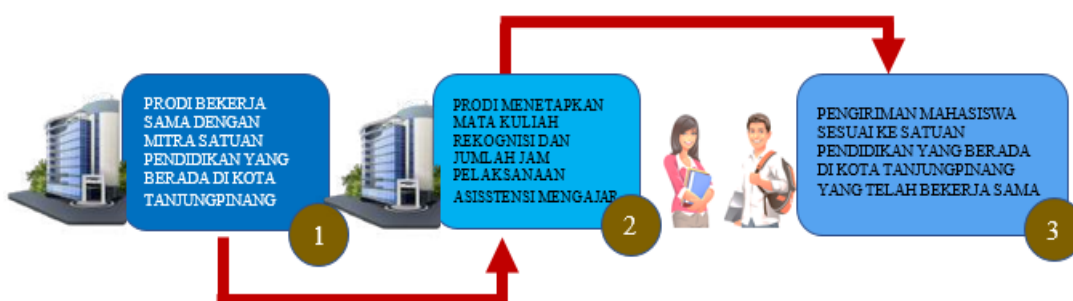 PRODI BEKERJA
SAMA DENGAN
MITRA SATUAN
PENDIDIKAN YANG
BERADA DI KOTA
TANJUNGPINANG
1
PRODI MENETAPKAN
MATA KULIAH
REKOGNISI DAN
JUMLAH JAM
PELAKSANAAN
ASISSTENSI MENGAJAR
2
PENGIRIMAN MAHASISWA
SESUAI KE SATUAN
PENDIDIKAN YANG BERADA
DI KOTA TANJUNGPINANG
YANG TELAH BEKERJA SAMA
3